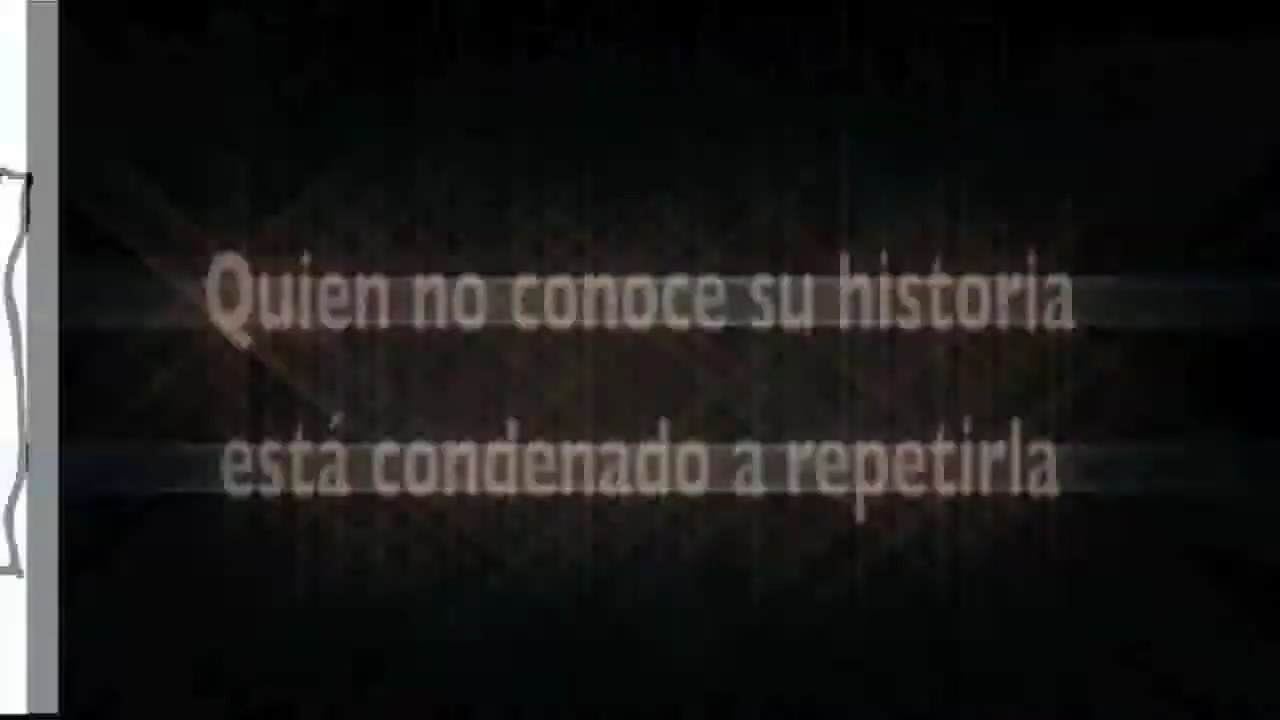 Quien no conoce su historia
está condenado a repetirla